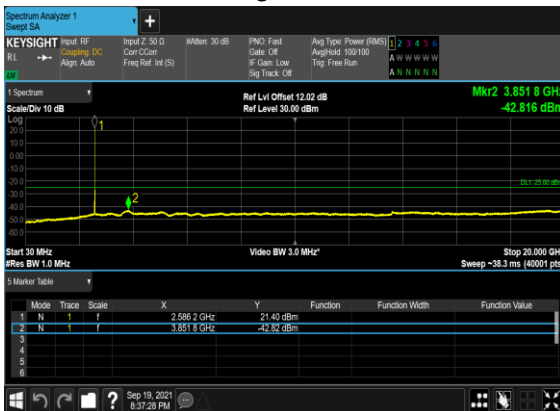 Spectrum Analyzer 1
Swept SA
KEYSIGHT
RL
LV
Input: RF
Coupling: DC
Align: Auto
Input Z: 50 Ω
Corr CCorr
Freq Ref: Int (S)
#Atten: 30 dB
PNO: Fast
Gate: Off
IF Gain: Low
Sig Track: Off
Avg Type: Power (RMS)
Avg|Hold: 100/100
Trig: Free Run
1 2 3 4 5 6
A W W W W W
A N N N N N
1 Spectrum
Scale/Div 10 dB
Ref Lvl Offset 12.02 dB
Ref Level 30.00 dBm
Mkr2 3.851 8 GHz
-42.816 dBm
Log
20.0
10.0
0.00
-10.0
-20.0
-30.0
-40.0
-50.0
-60.0
1
2
DL1 -25.00 dBm
Start 30 MHz
#Res BW 1.0 MHz
Video BW 3.0 MHz*
Stop 20.000 GHz
Sweep ~38.3 ms (40001 pts)
5 Marker Table
Mode Trace Scale X Y Function Function Width Function Value
1 N 1 f 2.586 2 GHz 21.40 dBm
2 N 1 f 3.851 8 GHz -42.82 dBm
3
4
5
6
?
Sep 19, 2021
8:37:28 PM